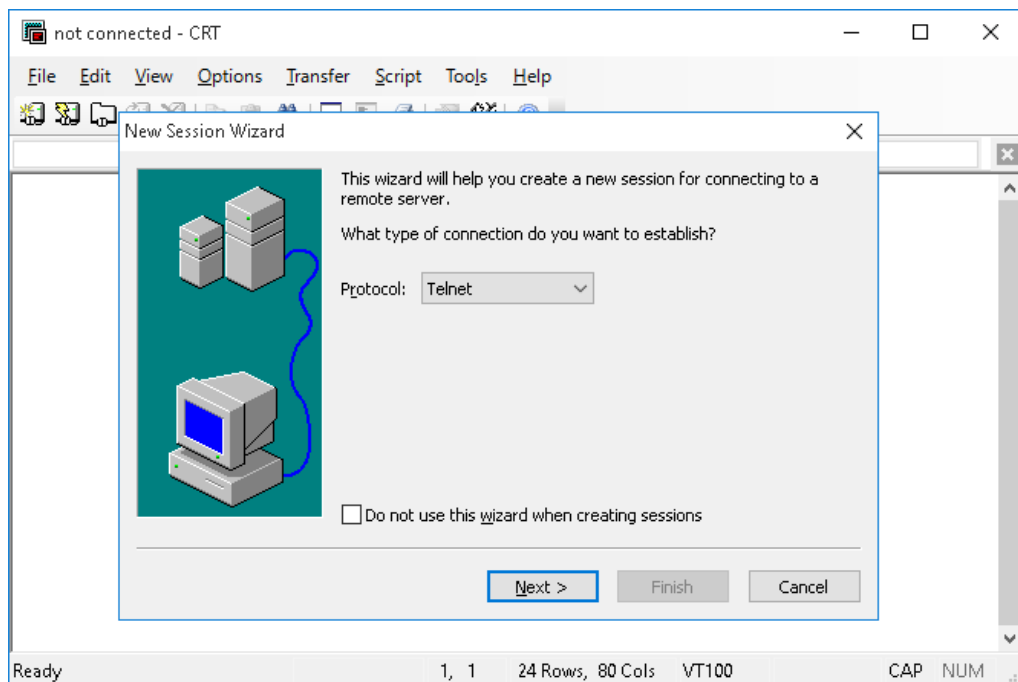 not connected - CRT
File Edit View Options Transfer Script Tools Help
New Session Wizard
This wizard will help you create a new session for connecting to a
remote server.
What type of connection do you want to establish?
Protocol: Telnet
Do not use this wizard when creating sessions
Next > Finish Cancel
Ready 1, 1 24 Rows, 80 Cols VT100 CAP NUM